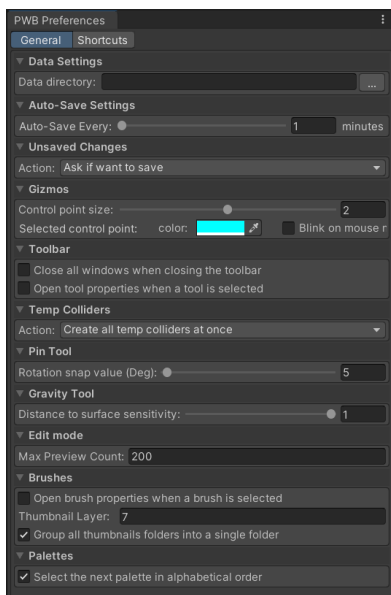 PWB Preferences
General Shortcuts
Data Settings
Data directory: ...
Auto-Save Settings
Auto-Save Every: 1 minutes
Unsaved Changes
Action: Ask if want to save
Gizmos
Control point size: 2
Selected control point: color: Blink on mouse r
Toolbar
Close all windows when closing the toolbar
Open tool properties when a tool is selected
Temp Colliders
Action: Create all temp colliders at once
Pin Tool
Rotation snap value (Deg): 5
Gravity Tool
Distance to surface sensitivity: 1
Edit mode
Max Preview Count: 200
Brushes
Open brush properties when a brush is selected
Thumbnail Layer: 7
Group all thumbnails folders into a single folder
Palettes
Select the next palette in alphabetical order